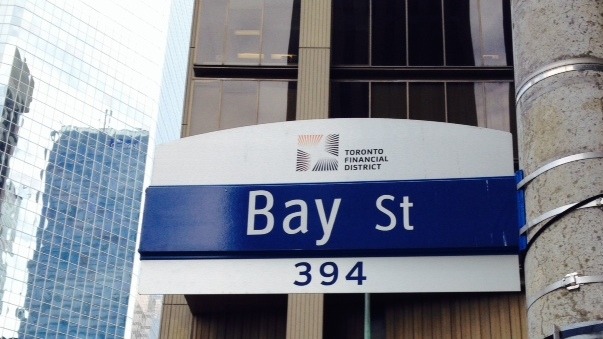 TORONTO
FINANCIAL
DISTRICT
Bay St
394